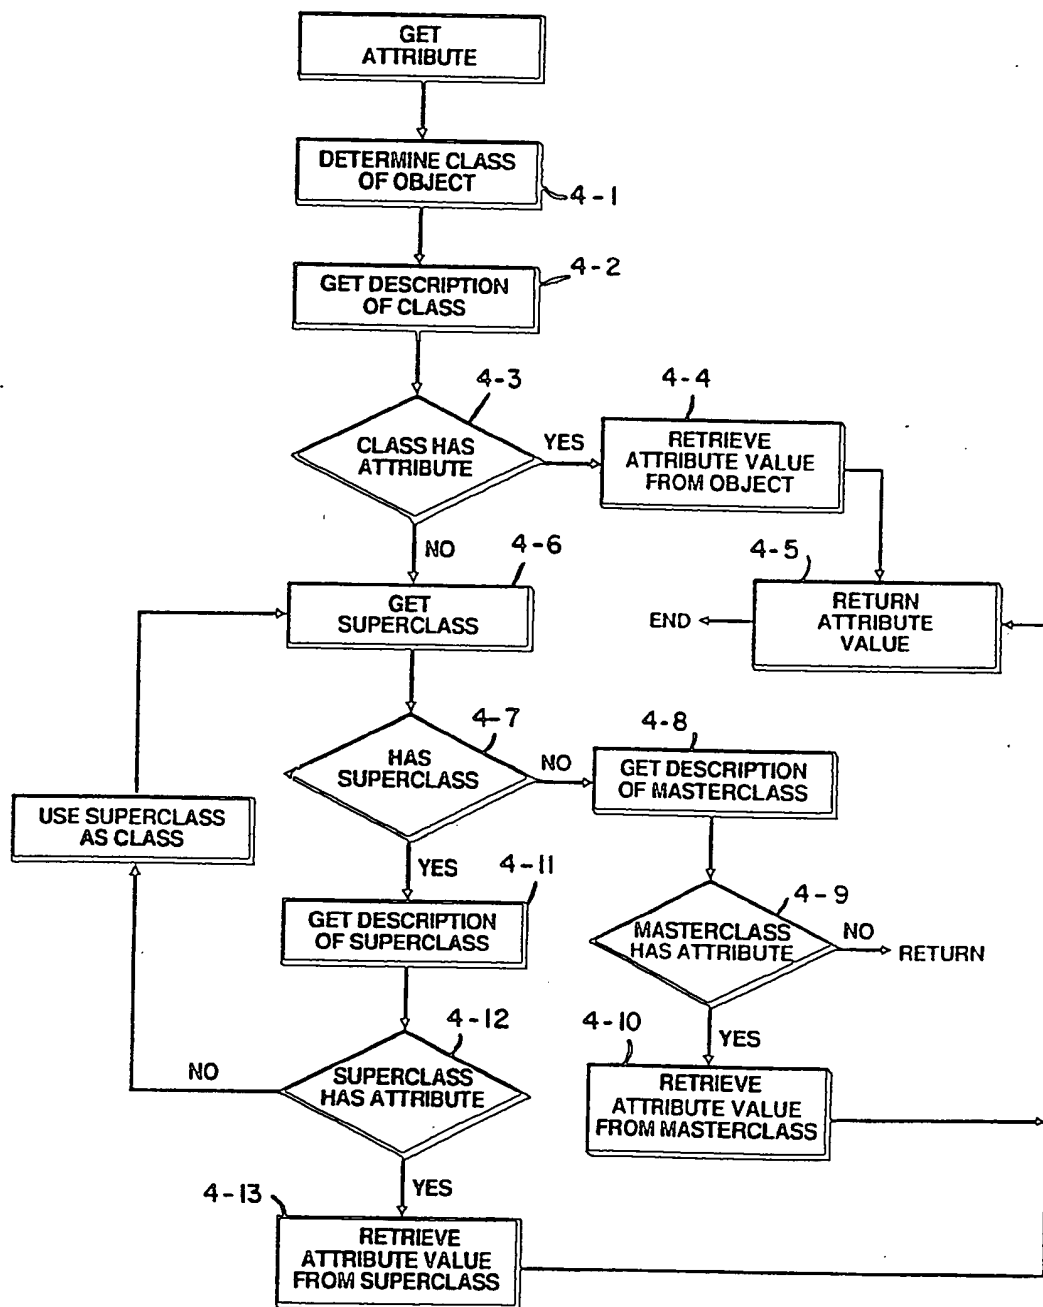 GET
ATTRIBUTE
DETERMINE CLASS
OF OBJECT
4-1
GET DESCRIPTION
OF CLASS
4-2
4-3
CLASS HAS
ATTRIBUTE
YES
4-4
RETRIEVE
ATTRIBUTE VALUE
FROM OBJECT
NO
4-5
RETURN
ATTRIBUTE
VALUE
END
4-6
GET
SUPERCLASS
4-7
HAS
SUPERCLASS
NO
4-8
GET DESCRIPTION
OF MASTERCLASS
USE SUPERCLASS
AS CLASS
YES
4-11
GET DESCRIPTION
OF SUPERCLASS
4-9
MASTERCLASS
HAS ATTRIBUTE
NO
RETURN
4-12
SUPERCLASS
HAS ATTRIBUTE
NO
YES
4-10
RETRIEVE
ATTRIBUTE VALUE
FROM MASTERCLASS
YES
4-13
RETRIEVE
ATTRIBUTE VALUE
FROM SUPERCLASS